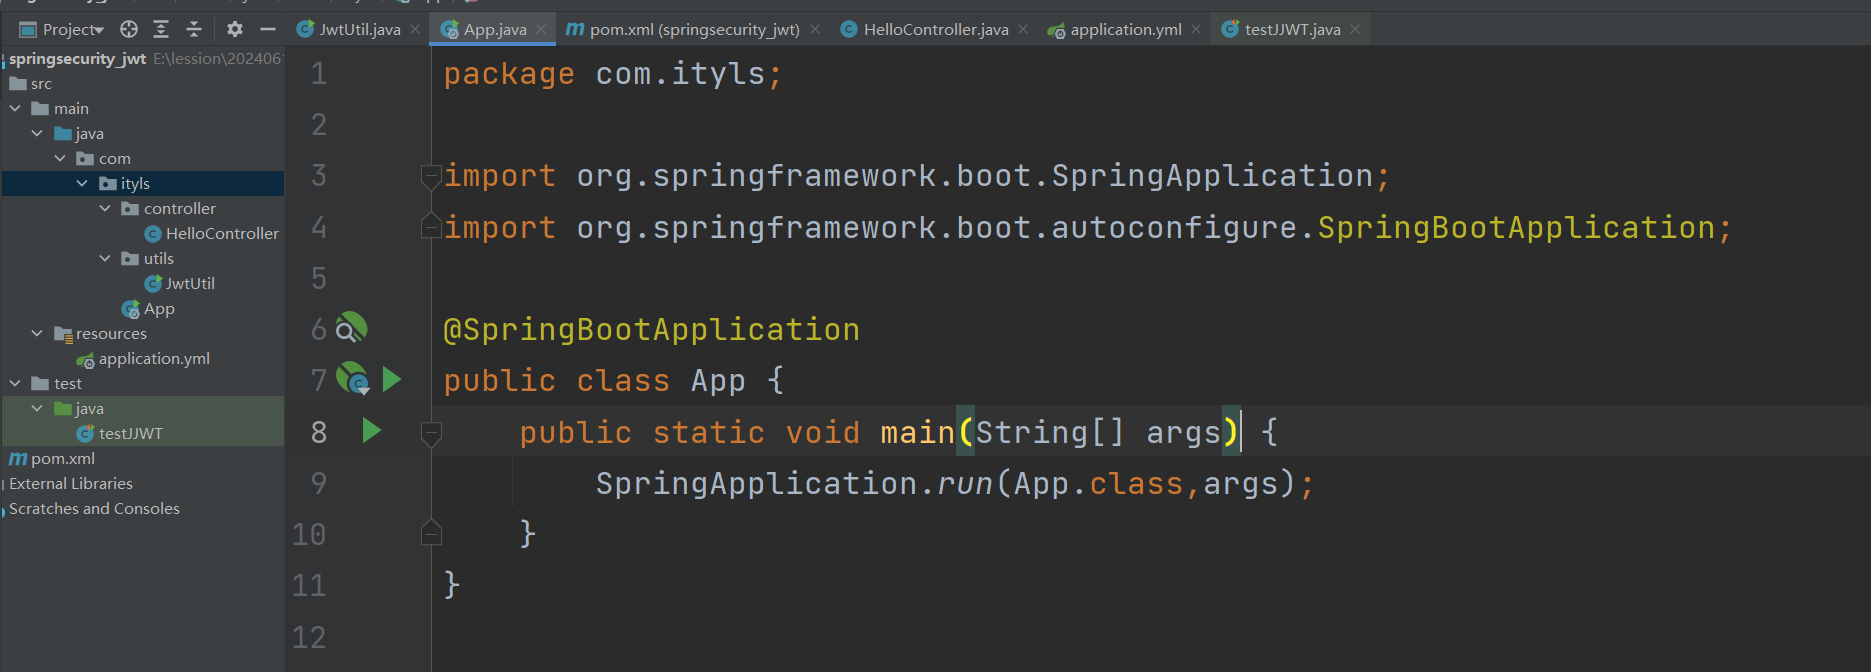 Project
JwtUtil.java
App.java
pom.xml (springsecurity_jwt)
HelloController.java
application.yml
testJJWT.java
springsecurity_jwt E:\lession\202406
src
main
java
com
ityls
controller
HelloController
utils
JwtUtil
App
resources
application.yml
test
java
testJJWT
pom.xml
External Libraries
Scratches and Consoles
1 package com.ityls;
2
3 import org.springframework.boot.SpringApplication;
4 import org.springframework.boot.autoconfigure.SpringBootApplication;
5
6 @SpringBootApplication
7 public class App {
8 public static void main(String[] args) {
9 SpringApplication.run(App.class,args);
10 }
11 }
12